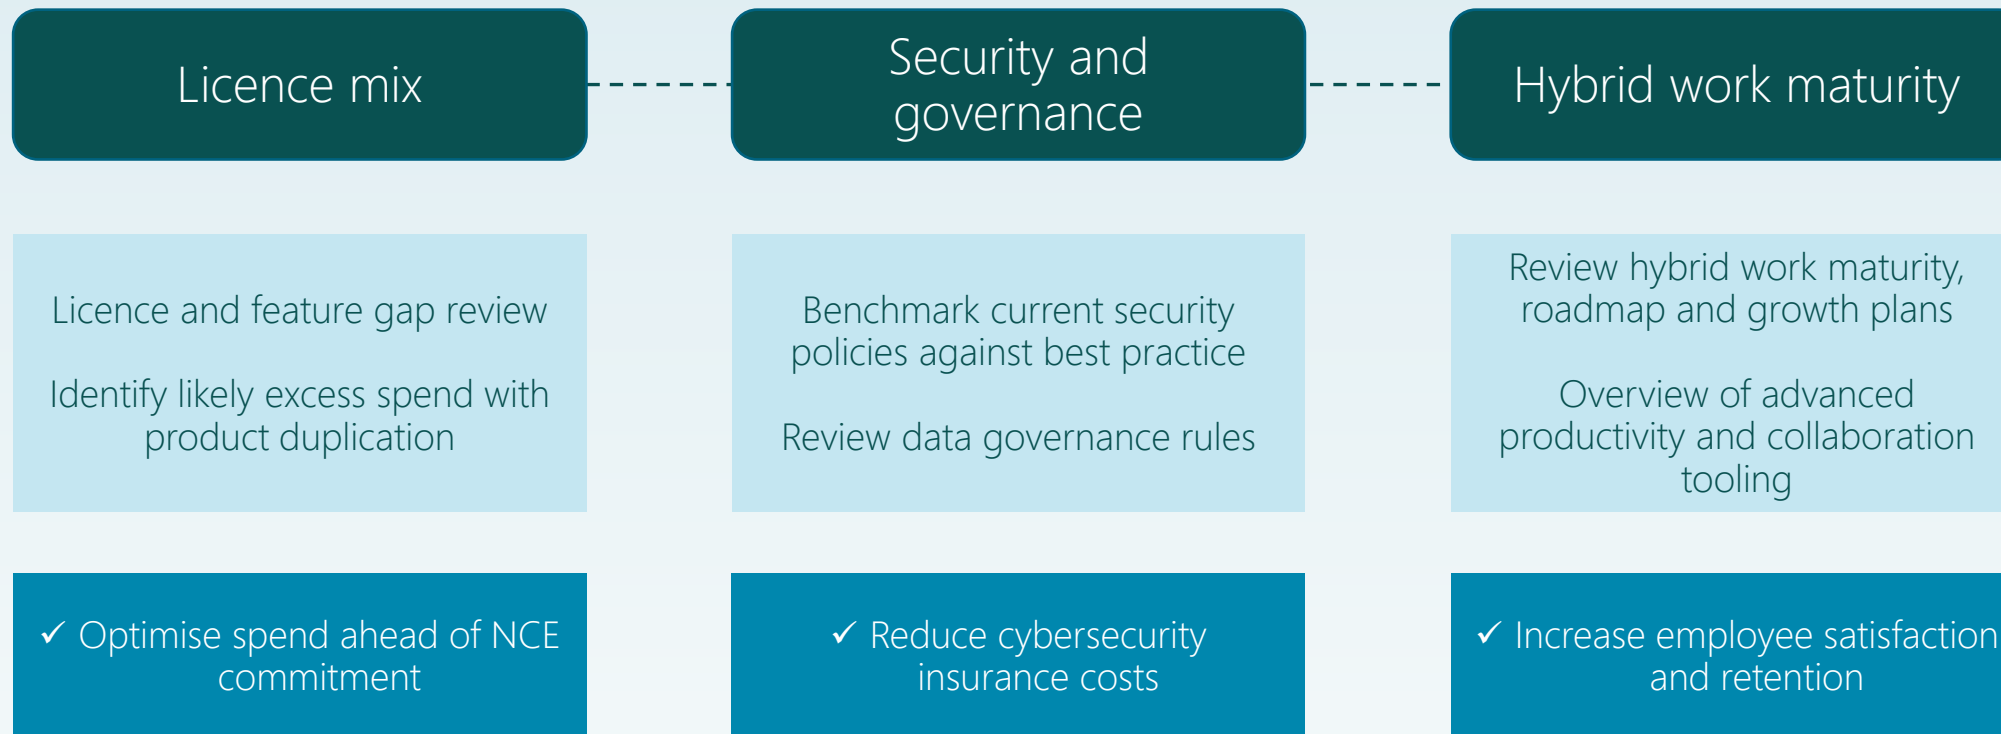 Licence mix
Security and
governance
Hybrid work maturity
Licence and feature gap review
Identify likely excess spend with
product duplication
Benchmark current security
policies against best practice
Review data governance rules
Review hybrid work maturity,
roadmap and growth plans
Overview of advanced
productivity and collaboration
tooling
✓ Optimise spend ahead of NCE
commitment
✓ Reduce cybersecurity
insurance costs
✓ Increase employee satisfaction
and retention